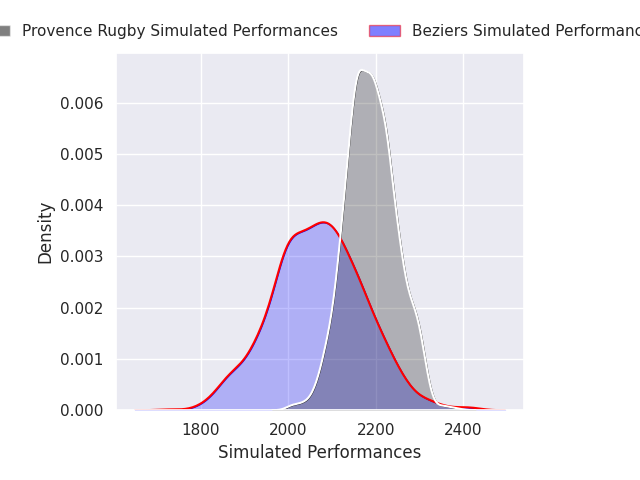 Provence Rugby Simulated Performances
Beziers Simulated
Density
0.006
0.005
0.004
0.003
0.002
0.001
0.000
1800 2000 2200 2400
Simulated Performances